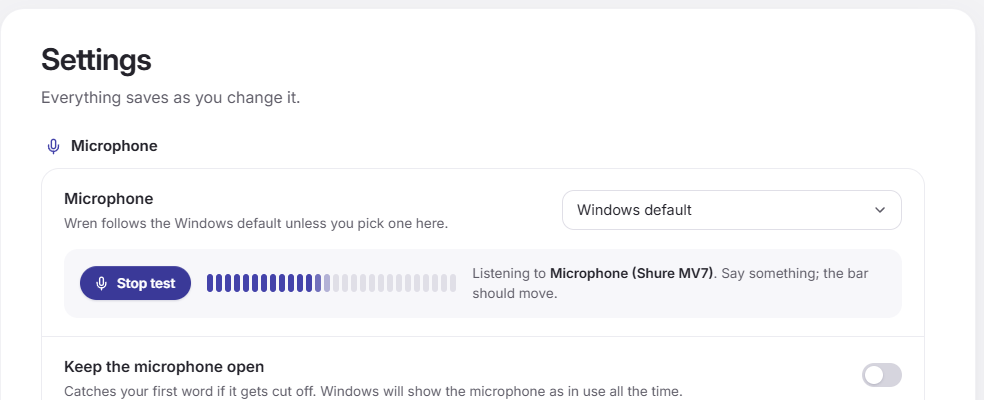 Settings
Everything saves as you change it.
Microphone
Microphone
Wren follows the Windows default unless you pick one here.
Windows default
Stop test
Listening to Microphone (Shure MV7). Say something; the bar
should move.
Keep the microphone open
Catches your first word if it gets cut off. Windows will show the microphone as in use all the time.